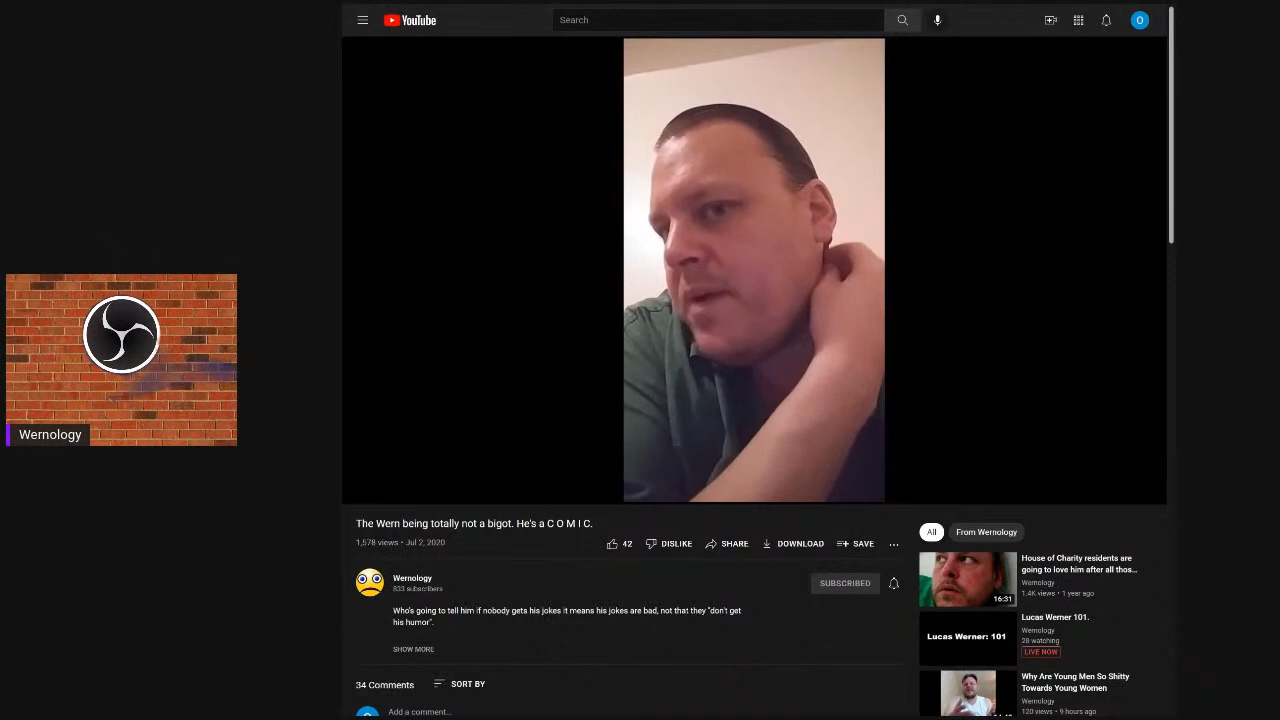 YouTube
Search
O
Wernology
The Wern being totally not a bigot. He's a C O M I C.
1,578 views • Jul 2, 2020
42
DISLIKE
SHARE
DOWNLOAD
SAVE
Wernology
833 subscribers
SUBSCRIBED
Who's going to tell him if nobody gets his jokes it means his jokes are bad, not that they "don't get
his humor".
SHOW MORE
34 Comments
SORT BY
Add a comment...
All
From Wernology
16:31
House of Charity residents are
going to love him after all thos...
Wernology
1.4K views • 1 year ago
Lucas Werner: 101
Lucas Werner 101.
Wernology
28 watching
LIVE NOW
Why Are Young Men So Shitty
Towards Young Women
120 views • 9 hours ago